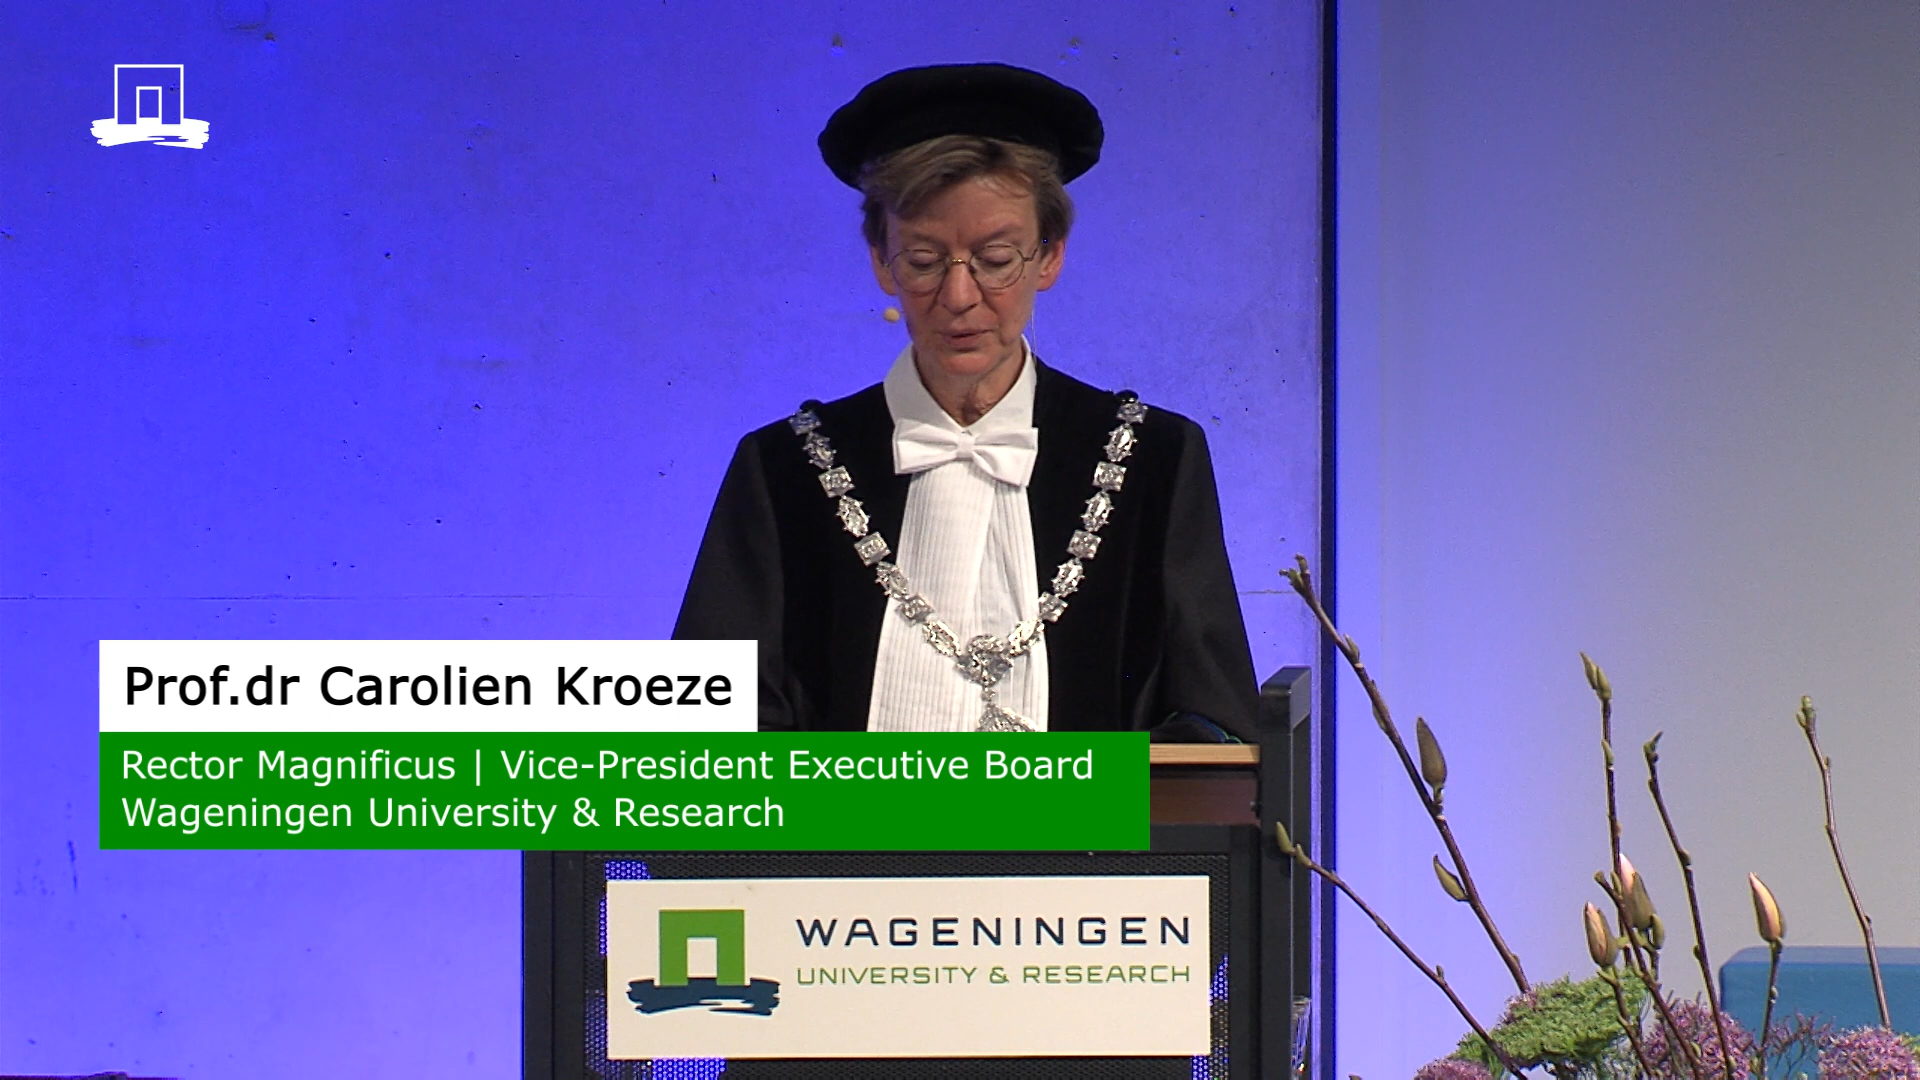 Prof.dr Carolien Kroeze
Rector Magnificus | Vice-President Executive Board
Wageningen University & Research
WAGENINGEN
UNIVERSITY & RESEARCH